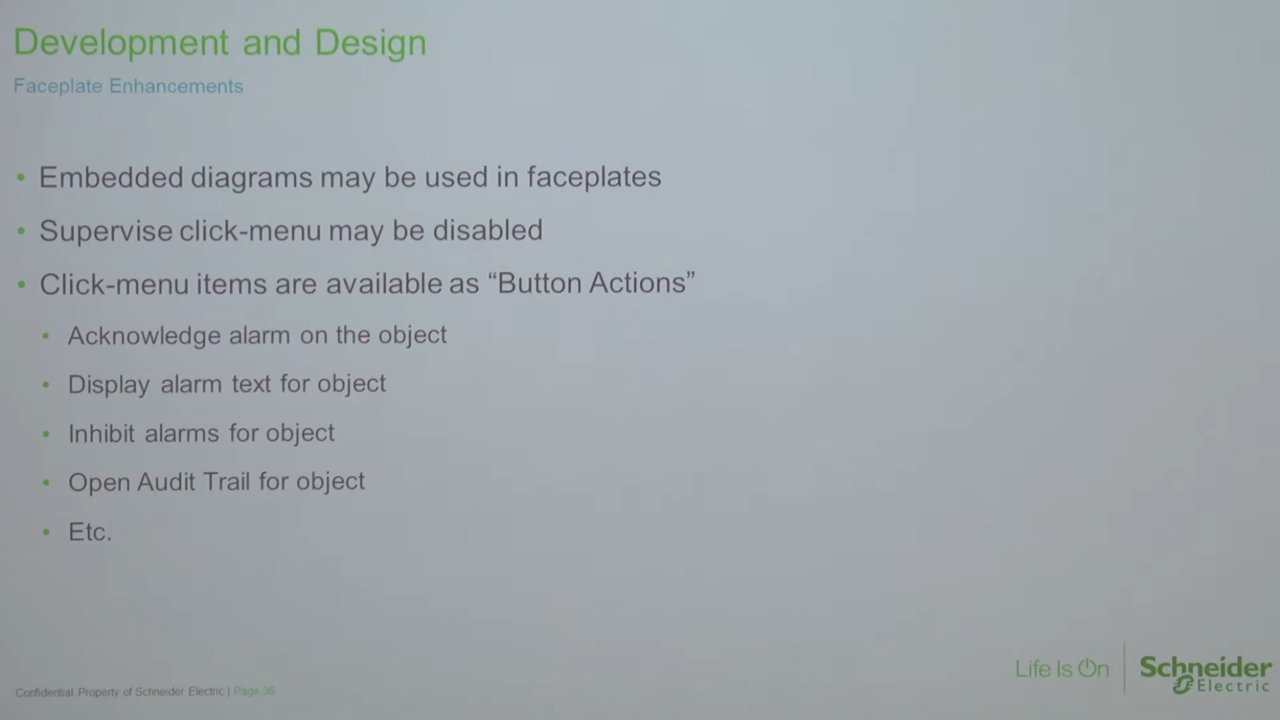 Development and Design
Faceplate Enhancements
• Embedded diagrams may be used in faceplates
• Supervise click-menu may be disabled
• Click-menu items are available as “Button Actions”
• Acknowledge alarm on the object
• Display alarm text for object
• Inhibit alarms for object
• Open Audit Trail for object
• Etc.
Life Is On
Schneider
Electric
Confidential Property of Schneider Electric | Page 36